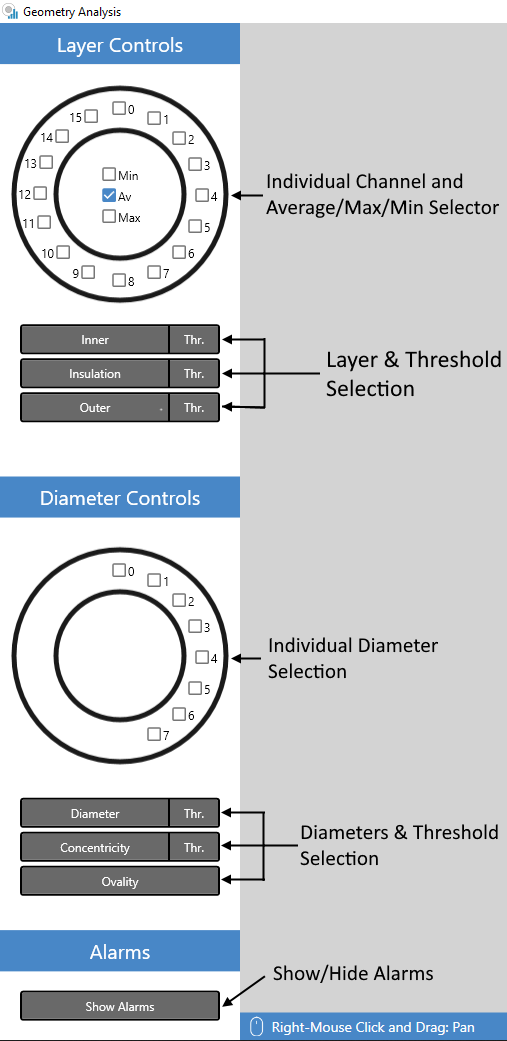 Geometry Analysis
Layer Controls
0
1
2
3
4
5
6
7
8
9
10
11
12
13
14
15
Min
Av
Max
Individual Channel and
Average/Max/Min Selector
Inner Thr.
Insulation Thr.
Outer Thr.
Layer & Threshold
Selection
Diameter Controls
0
1
2
3
4
5
6
7
Individual Diameter
Selection
Diameter Thr.
Concentricity Thr.
Ovality
Diameters & Threshold
Selection
Alarms
Show Alarms
Show/Hide Alarms
Right-Mouse Click and Drag: Pan